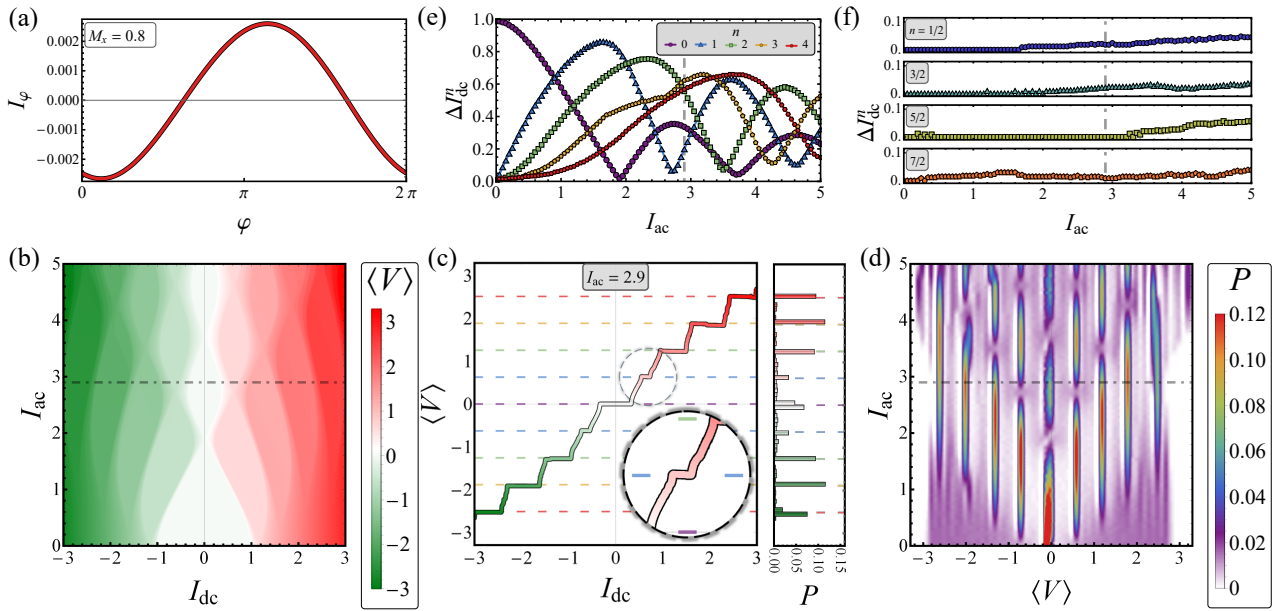 (a)
M_x = 0.8
0.002
0.001
0.000
−0.001
−0.002
I_φ
0
π
2π
φ
(e)
ΔI^n_dc
1.0
0.8
0.6
0.4
0.2
0.0
n
0 1 2 3 4
0 1 2 3 4 5
I_ac
(f)
ΔI^n_dc
n = 1/2
3/2
5/2
7/2
0 1 2 3 4 5
I_ac
(b)
I_ac
5
4
3
2
1
0
−3 −2 −1 0 1 2 3
I_dc
⟨V⟩
3
2
1
0
−1
−2
−3
(c)
I_ac = 2.9
⟨V⟩
3
2
1
0
−1
−2
−3
−3 −2 −1 0 1 2 3
I_dc
0.00 0.05 0.10 0.15
P
(d)
I_ac
5
4
3
2
1
0
−3 −2 −1 0 1 2 3
⟨V⟩
P
0.12
0.10
0.08
0.06
0.04
0.02
0